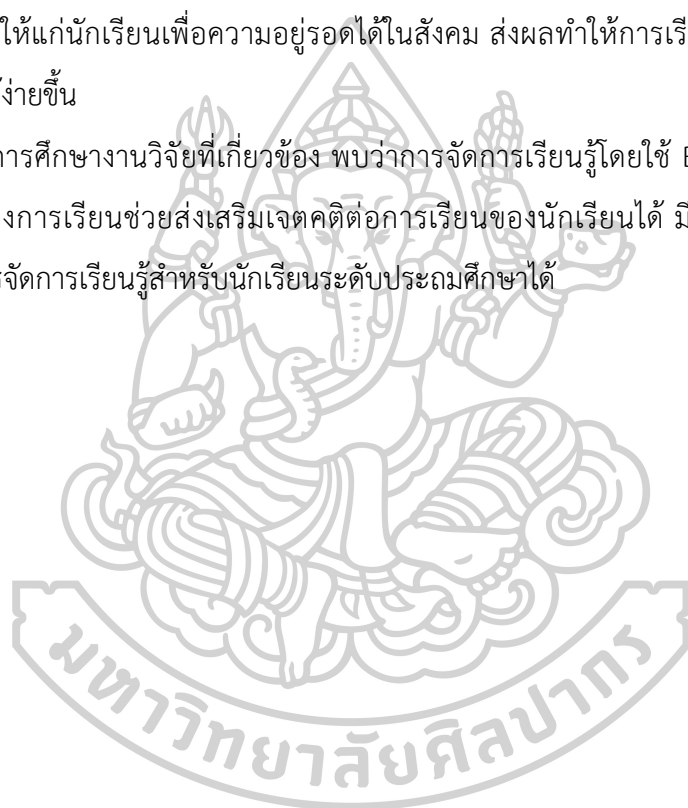 ให้แก่นักเรียนเพื่อความอยู่รอดได้ในสังคม ส่งผลทำให้การเรี
ง่ายขึ้น
การศึกษางานวิจัยที่เกี่ยวข้อง พบว่าการจัดการเรียนรู้โดยใช้
งการเรียนช่วยส่งเสริมเจตคติต่อการเรียนของนักเรียนได้ มี
จัดการเรียนรู้สำหรับนักเรียนระดับประถมศึกษาได้
มหาวิทยาลัยศิลปากร